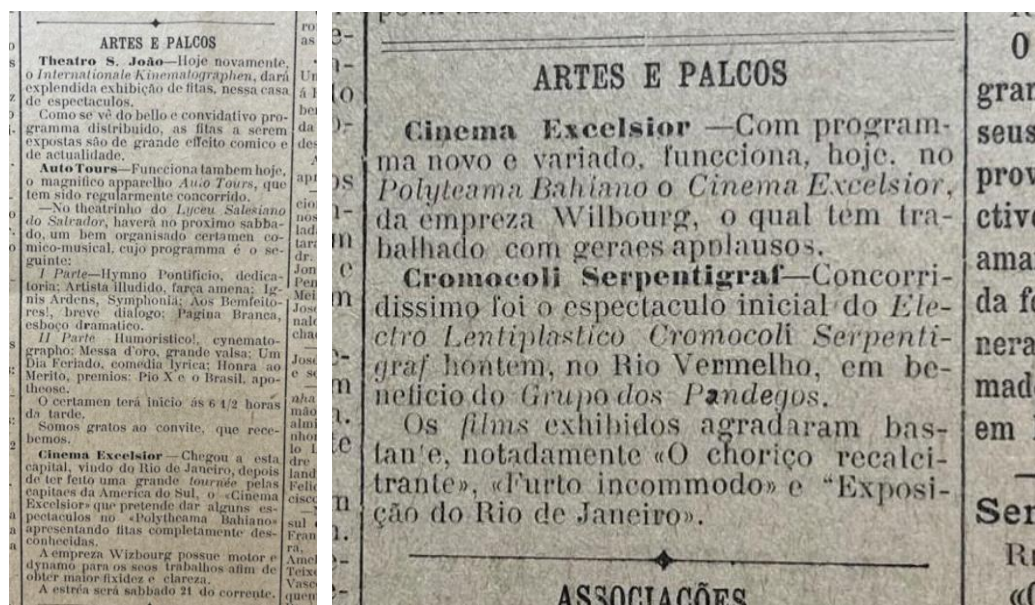 ARTES E PALCOS
Theatro S. João—Hoje novamente,
o Internationale Kinematographen, dará
explendida exhibição de fitas, nessa casa
de espectaculos.
Como se vê do bello e convidativo pro-
gramma distribuido, as fitas a serem
expostas são de grande effeito comico e
de actualidade.
Auto Tours—Funcciona tambem hoje,
o magnifico apparelho Auto Tours, que
tem sido regularmente concorrido.
—No theatrinho do Lyceu Salesiano
do Salvador, haverá no proximo sabba-
do, um bem organisado certamen co-
mico-musical, cujo programma é o se-
guinte:
I Parte—Hymno Pontificio, dedica-
toria; Artista illudido, farça amena; Ig-
nis Ardens, Symphonia; Aos Bemfeito-
res!, breve dialogo; Pagina Branca,
esboço dramatico.
II Parte Humoristico!, cynemato-
grapho; Messa d'oro, grande valsa; Um
Dia Feriado, comedia lyrica; Honra ao
Merito, premios; Pio X e o Brasil, apo-
theose.
O certamen terá inicio ás 6 1/2 horas
da tarde.
Somos gratos ao convite, que rece-
bemos.
Cinema Excelsior—Chegou a esta
capital, vindo do Rio de Janeiro, depois
de ter feito uma grande tournée pelas
capitaes da America do Sul, o «Cinema
Excelsior» que pretende dar alguns es-
pectaculos no «Polytheama Bahiano»
apresentando fitas completamente des-
conhecidas.
A empreza Wizbourg possue motor e
dynamo para os seus trabalhos afim de
obter maior fixidez e clareza.
A estréa será sabbado 21 do corrente.
ARTES E PALCOS
Cinema Excelsior —Com program-
ma novo e variado, funcciona, hoje, no
Polyteama Bahiano o Cinema Excelsior,
da empreza Wilbourg, o qual tem tra-
balhado com geraes applausos.
Cromocoli Serpentigraf—Concorri-
dissimo foi o espectaculo inicial do Ele-
ctro Lentiplastico Cromocoli Serpenti-
graf hontem, no Rio Vermelho, em be-
neficio do Grupo dos Pandegos.
Os films exhibidos agradaram bas-
tante, notadamente «O choriço recalci-
trante», «Furto incommodo» e “Exposi-
ção do Rio de Janeiro».
ASSOCIAÇÕES